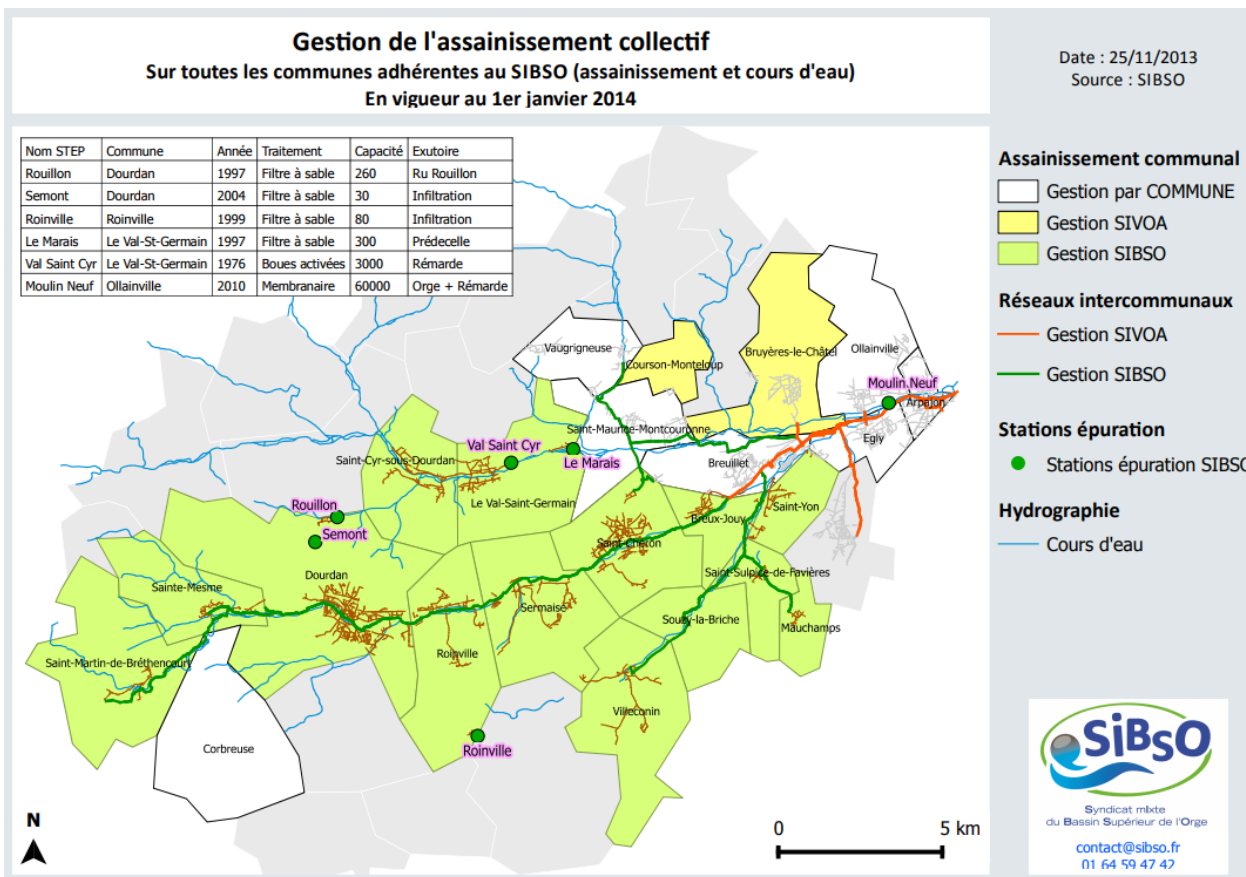 Gestion de l'assainissement collectif
Sur toutes les communes adhérentes au SIBSO (assainissement et cours d'eau)
En vigueur au 1er janvier 2014
Date : 25/11/2013
Source : SIBSO
Nom STEP Commune Année Traitement Capacité Exutoire
Rouillon Dourdan 1997 Filtre à sable 260 Ru Rouillon
Semont Dourdan 2004 Filtre à sable 30 Infiltration
Roinville Roinville 1999 Filtre à sable 80 Infiltration
Le Marais Le Val-St-Germain 1997 Filtre à sable 300 Prédecelle
Val Saint Cyr Le Val-St-Germain 1976 Boues activées 3000 Rémarde
Moulin Neuf Ollainville 2010 Membranaire 60000 Orge + Rémarde
Assainissement communal
Gestion par COMMUNE
Gestion SIVOA
Gestion SIBSO
Réseaux intercommunaux
Gestion SIVOA
Gestion SIBSO
Stations épuration
Stations épuration SIBSO
Hydrographie
Cours d'eau
Vaugrigneuse
Courson-Monteloup
Bruyères-le-Châtel
Ollainville
Moulin Neuf
Arpajon
Saint-Maurice-Montcouronne
Egly
Val Saint Cyr
Le Marais
Breuillet
Saint-Cyr-sous-Dourdan
Le Val-Saint-Germain
Rouillon
Semont
Breux-Jouy
Saint-Yon
Saint-Chéron
Dourdan
Saint-Sulpice-de-Favières
Sainte-Mesme
Sermaise
Souzy-la-Briche
Mauchamps
Roinville
Saint-Martin-de-Bréthencourt
Villeconin
Corbreuse
Roinville
N
0 5 km
SiBsO
Syndicat mixte
du Bassin Supérieur de l'Orge
contact@sibso.fr
01 64 59 47 42